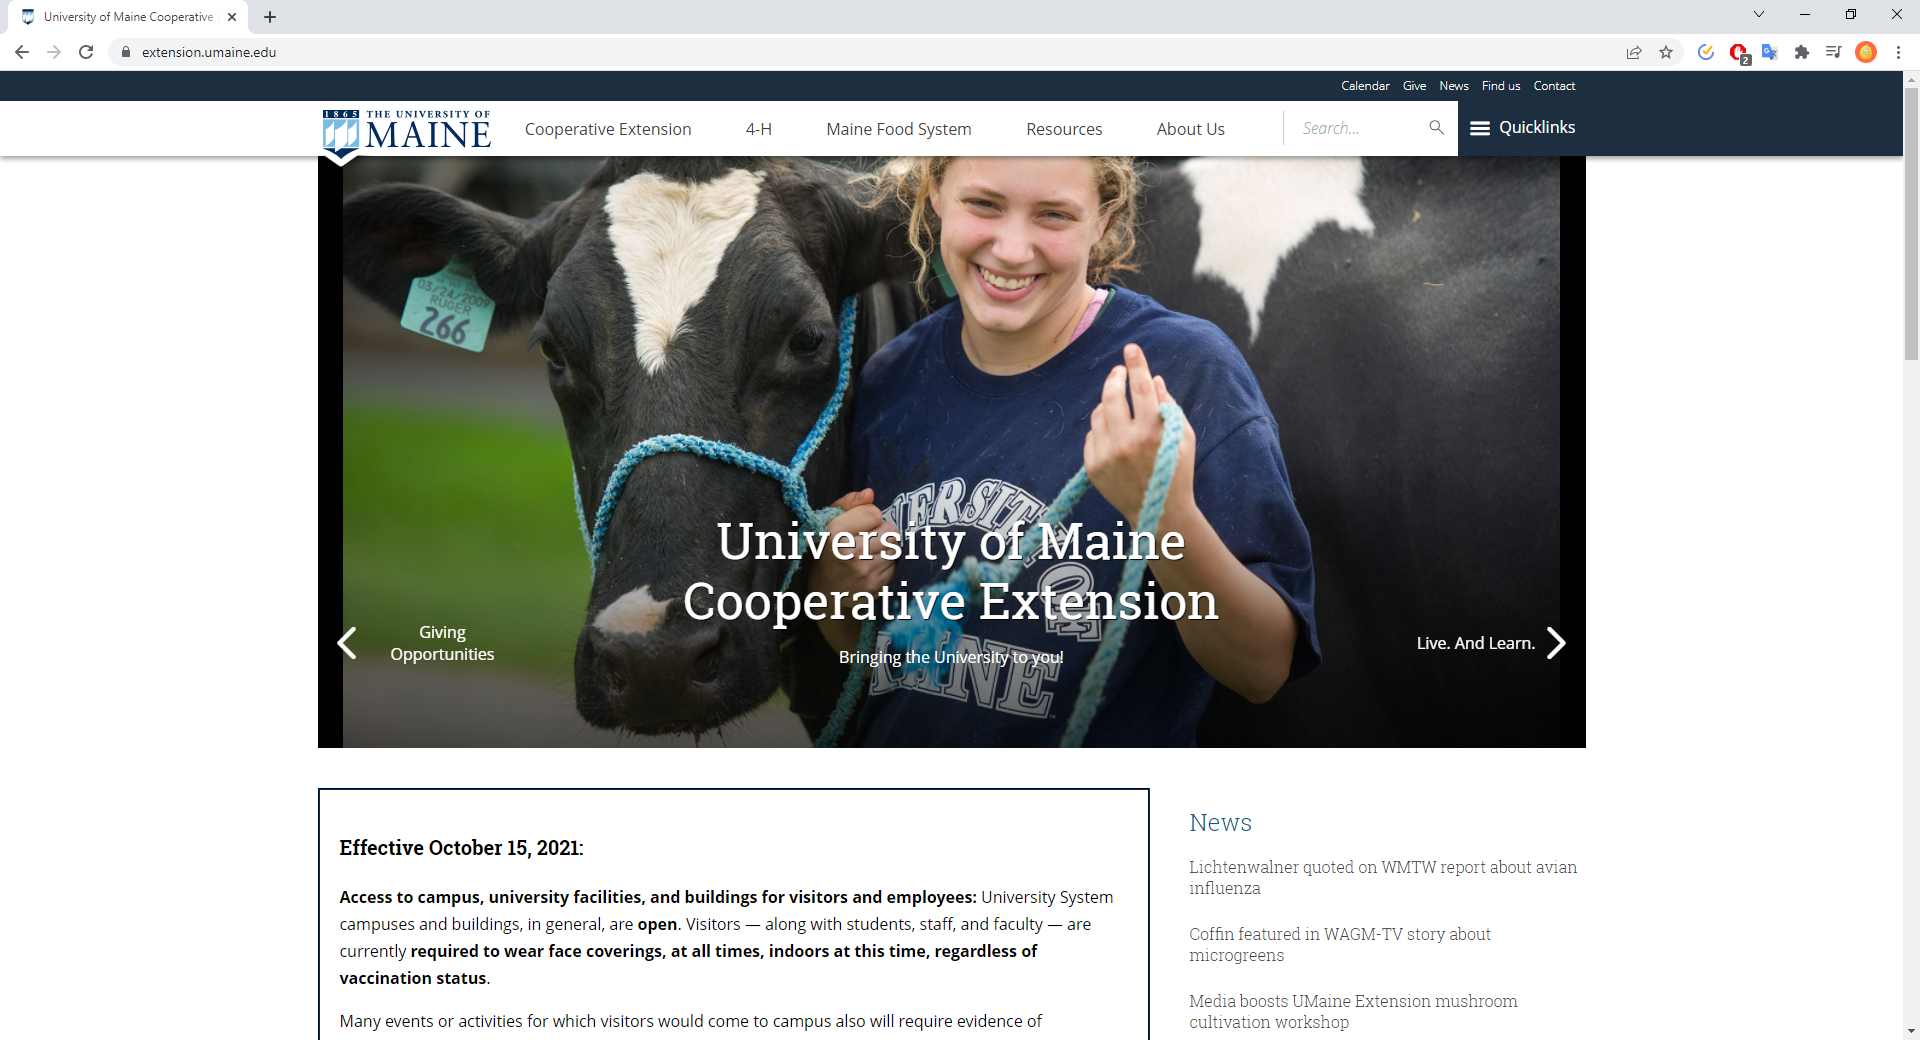 University of Maine Cooperative
extension.umaine.edu
2
Calendar Give News Find us Contact
1865 THE UNIVERSITY OF
MAINE
Cooperative Extension 4-H Maine Food System Resources About Us Search... Quicklinks
03/24/2009
RUGER
266
University of Maine
Cooperative Extension
Bringing the University to you!
Giving
Opportunities
Live. And Learn.
MAINE
Effective October 15, 2021:
Access to campus, university facilities, and buildings for visitors and employees: University System
campuses and buildings, in general, are open. Visitors — along with students, staff, and faculty — are
currently required to wear face coverings, at all times, indoors at this time, regardless of
vaccination status.
Many events or activities for which visitors would come to campus also will require evidence of
News
Lichtenwalner quoted on WMTW report about avian
influenza
Coffin featured in WAGM-TV story about
microgreens
Media boosts UMaine Extension mushroom
cultivation workshop